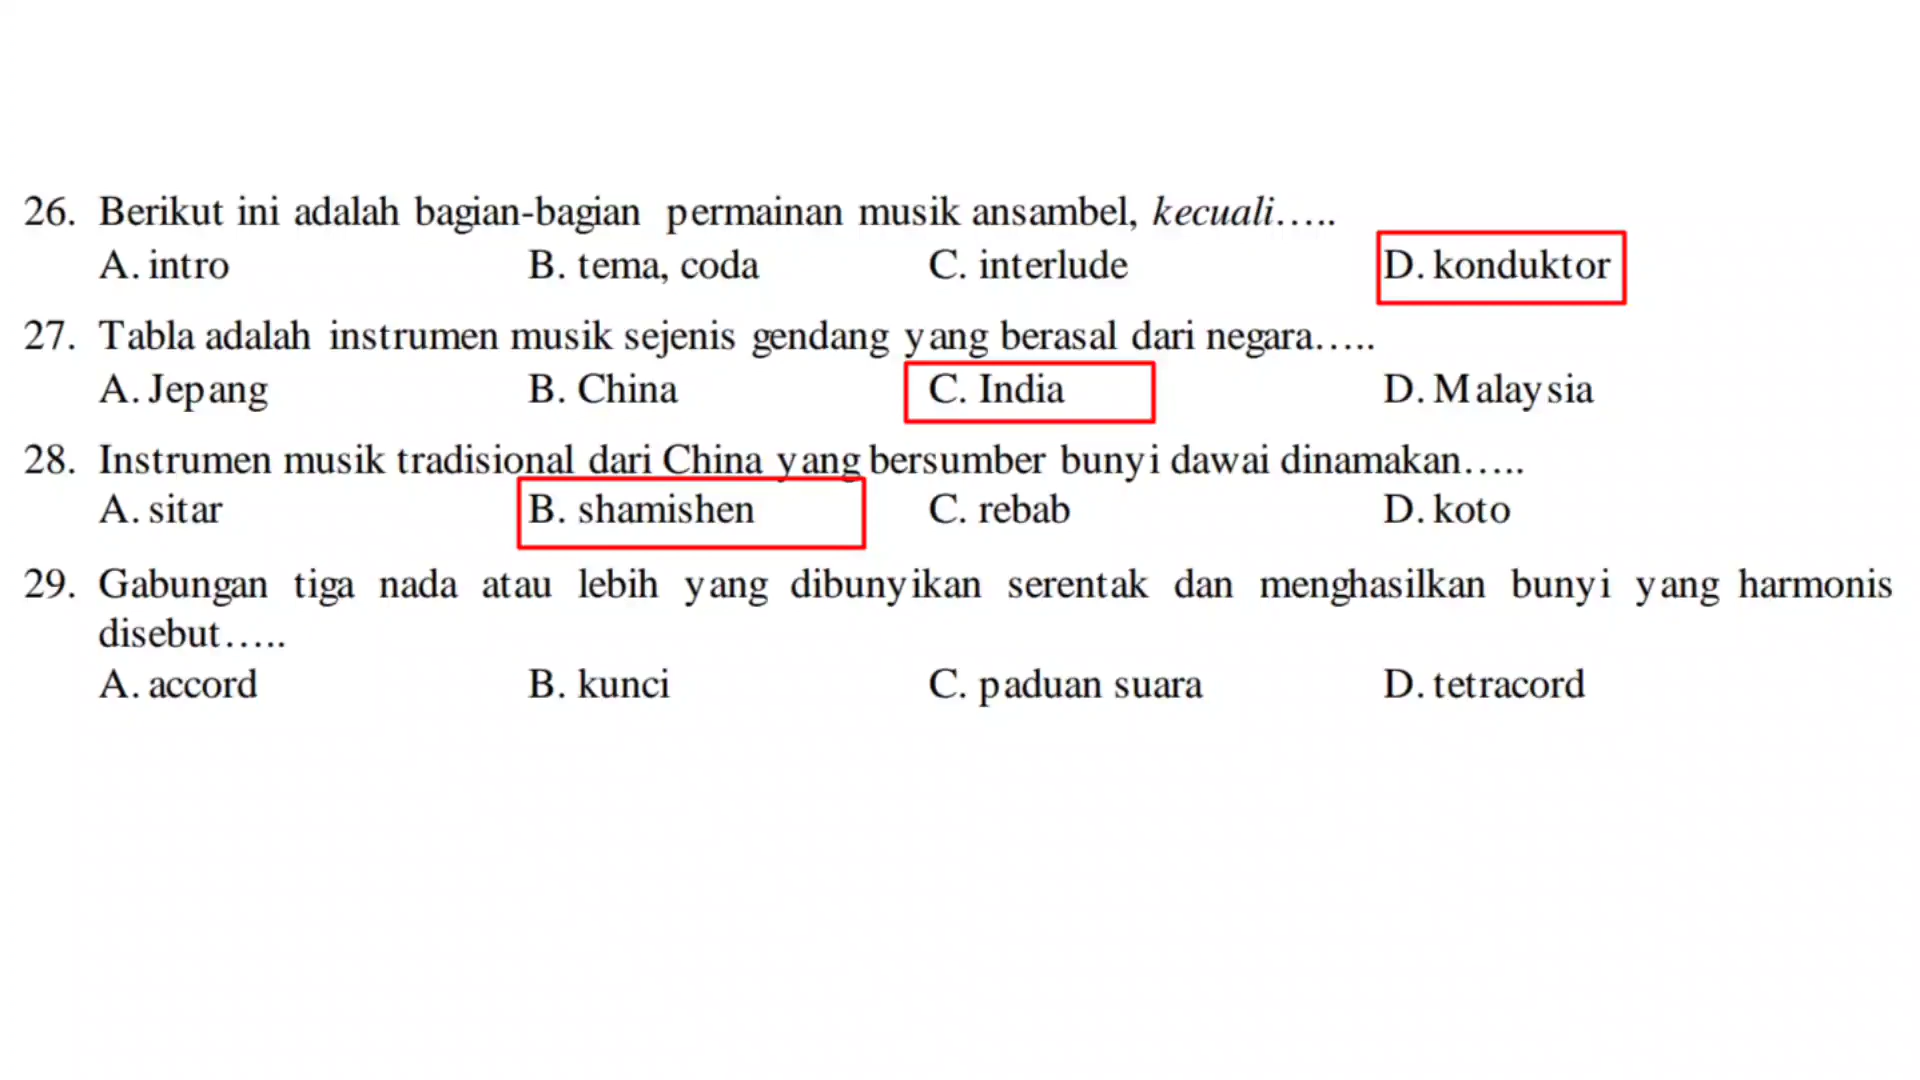 26. Berikut ini adalah bagian-bagian permainan musik ansambel, kecuali.....
A. intro B. tema, coda C. interlude D. konduktor
27. Tabla adalah instrumen musik sejenis gendang yang berasal dari negara.....
A. Jepang B. China C. India D. Malaysia
28. Instrumen musik tradisional dari China yang bersumber bunyi dawai dinamakan.....
A. sitar B. shamishen C. rebab D. koto
29. Gabungan tiga nada atau lebih yang dibunyikan serentak dan menghasilkan bunyi yang harmonis
disebut.....
A. accord B. kunci C. paduan suara D. tetracord